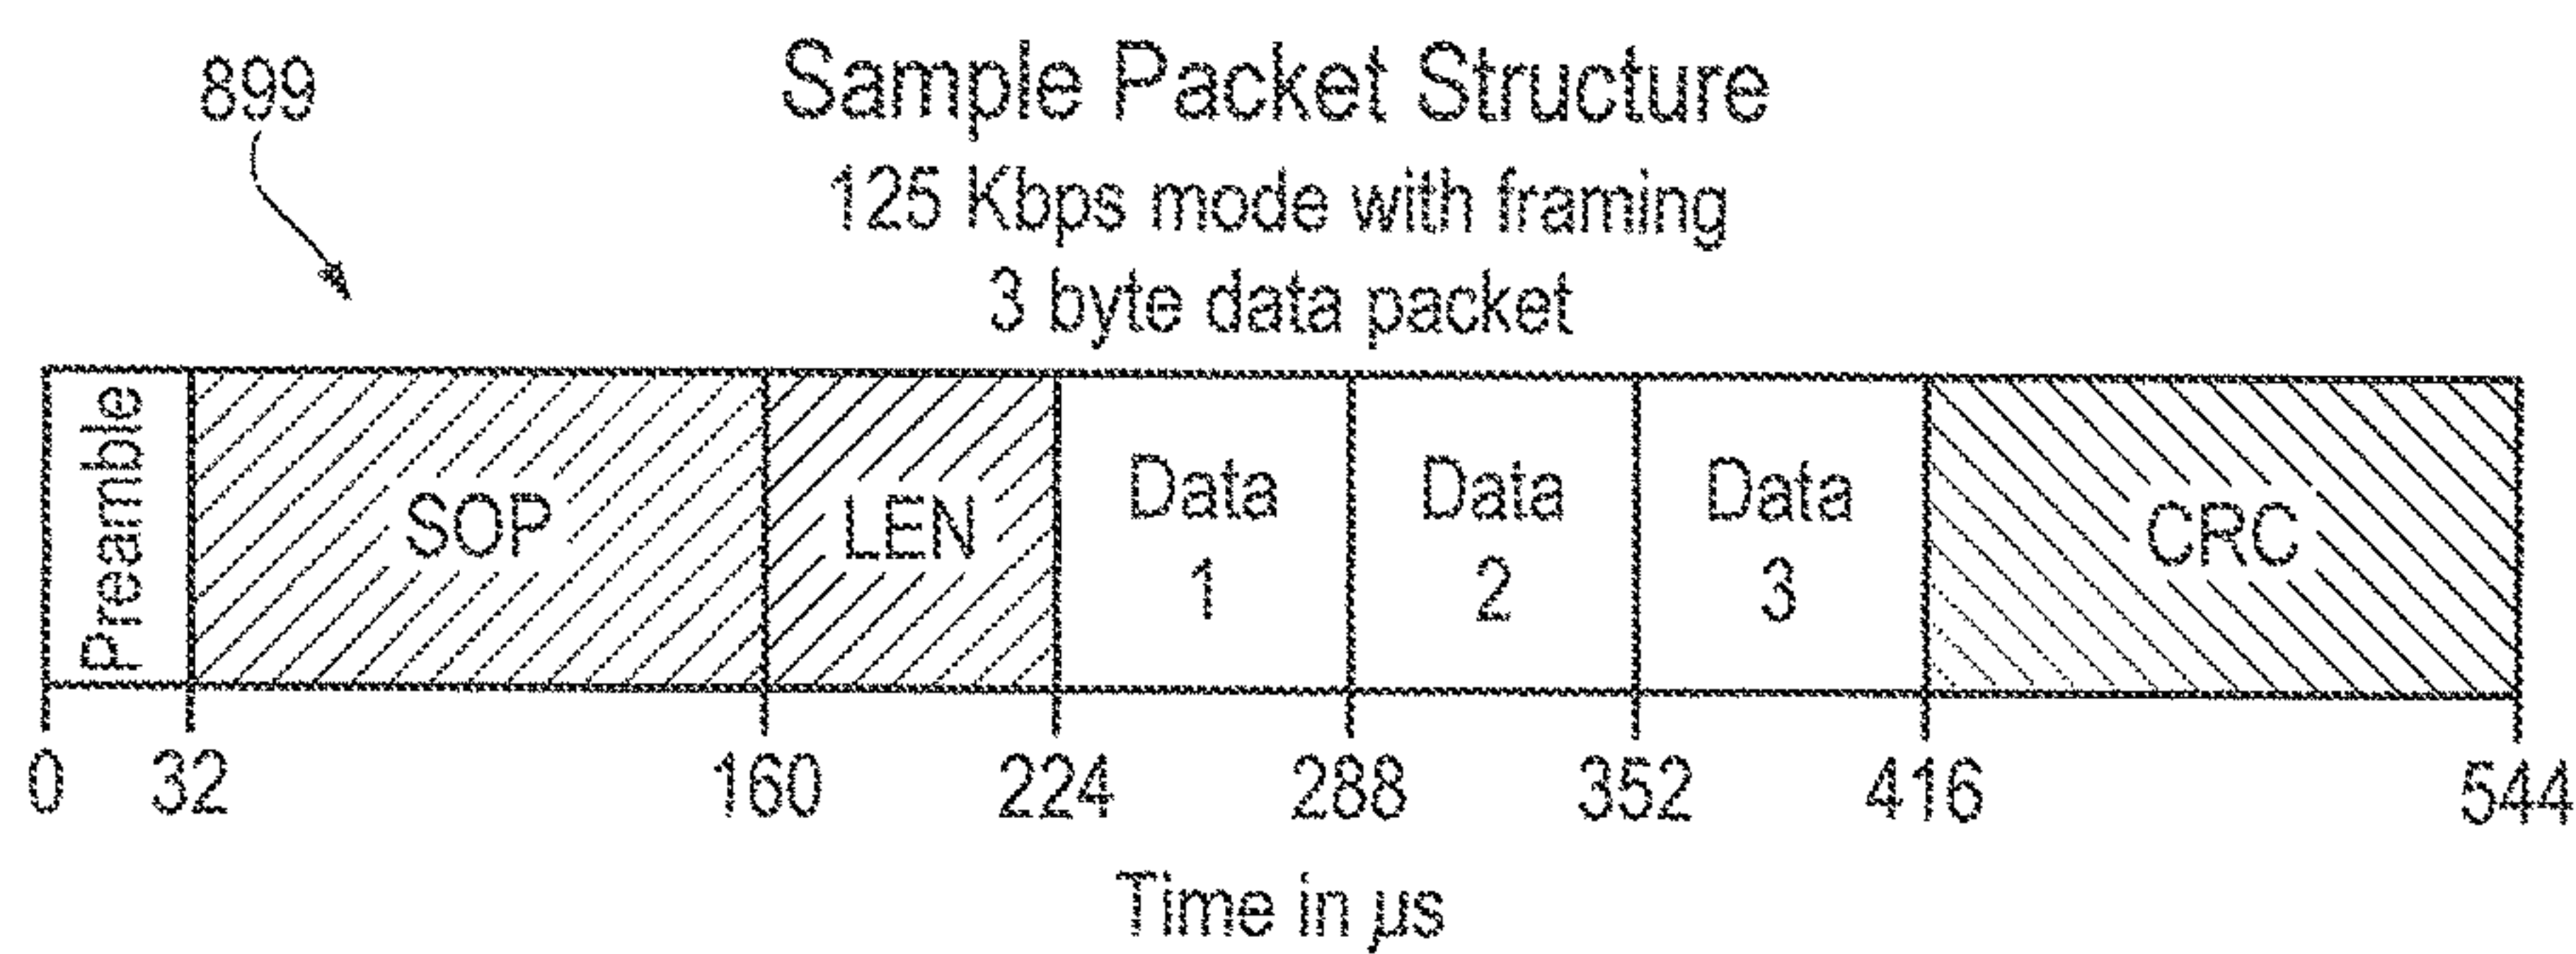 899
Sample Packet Structure
125 Kbps mode with framing
3 byte data packet
Preamble
SOP
LEN
Data
1
Data
2
Data
3
CRC
0 32 160 224 288 352 416 544
Time in µs